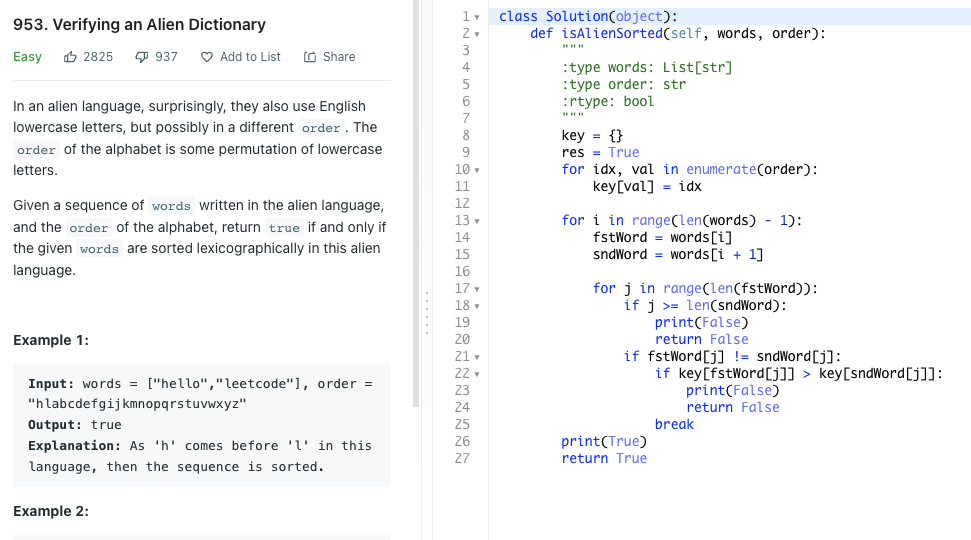 953. Verifying an Alien Dictionary
Easy 2825 937 Add to List Share
In an alien language, surprisingly, they also use English
lowercase letters, but possibly in a different order . The
order of the alphabet is some permutation of lowercase
letters.
Given a sequence of words written in the alien language,
and the order of the alphabet, return true if and only if
the given words are sorted lexicographically in this alien
language.
Example 1:
Input: words = ["hello","leetcode"], order =
"hlabcdefgijkmnopqrstuvwxyz"
Output: true
Explanation: As 'h' comes before 'l' in this
language, then the sequence is sorted.
Example 2:
1 class Solution(object):
2     def isAlienSorted(self, words, order):
3         """
4         :type words: List[str]
5         :type order: str
6         :rtype: bool
7         """
8         key = {}
9         res = True
10         for idx, val in enumerate(order):
11             key[val] = idx
12
13         for i in range(len(words) - 1):
14             fstWord = words[i]
15             sndWord = words[i + 1]
16
17             for j in range(len(fstWord)):
18                 if j >= len(sndWord):
19                     print(False)
20                     return False
21                 if fstWord[j] != sndWord[j]:
22                     if key[fstWord[j]] > key[sndWord[j]]:
23                         print(False)
24                         return False
25                     break
26         print(True)
27         return True